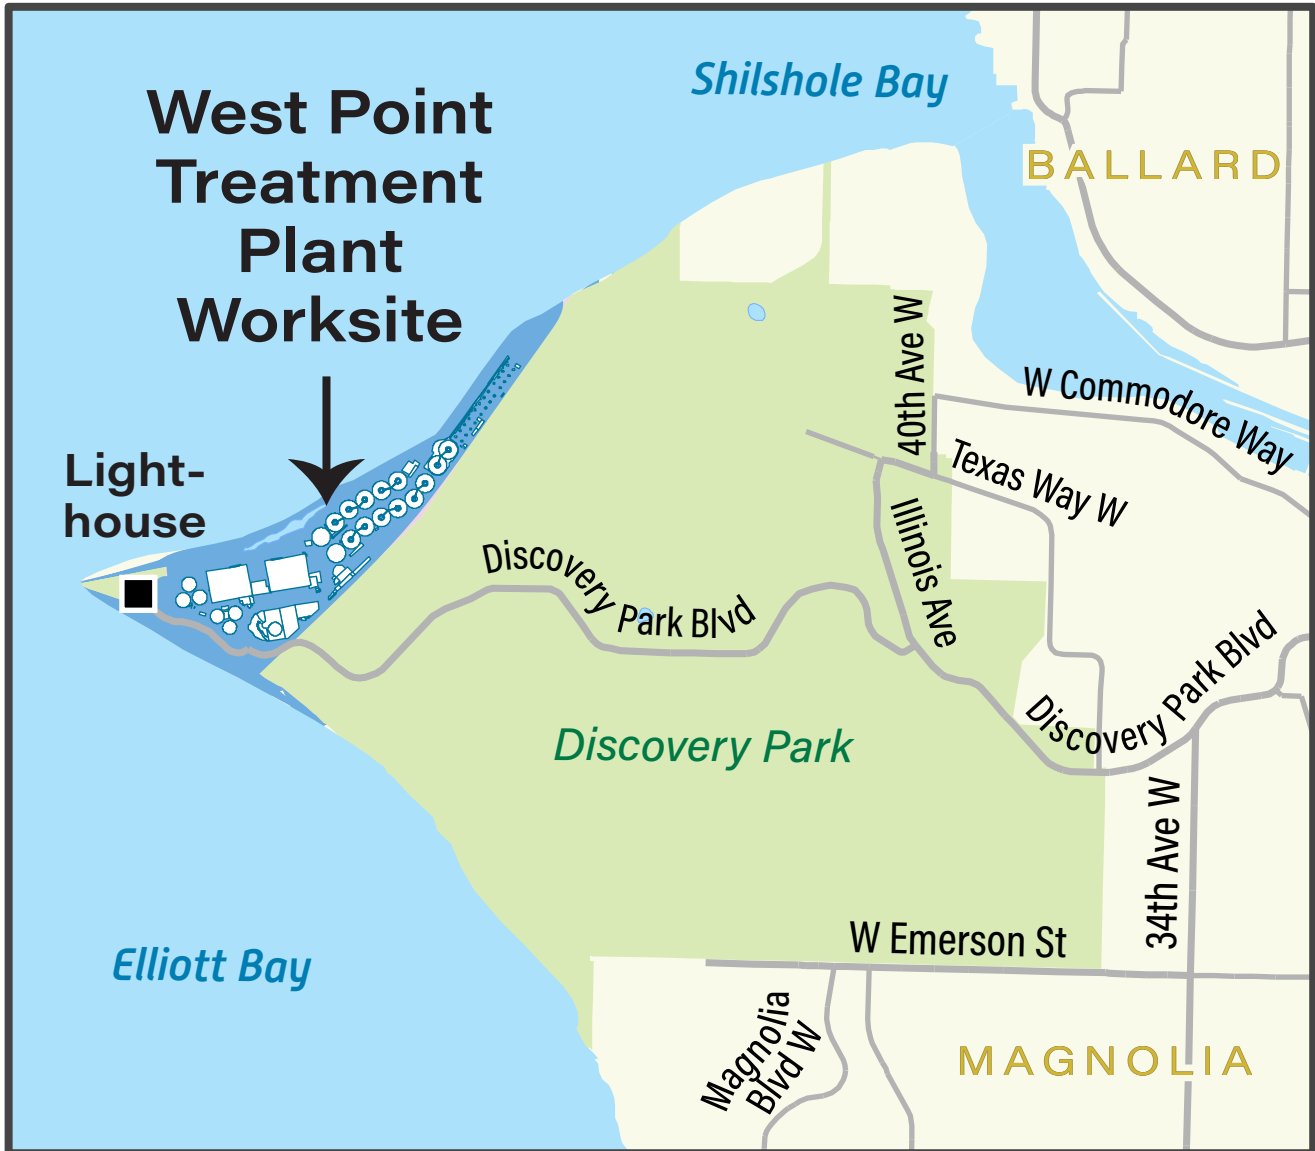 Shilshole Bay
West Point
Treatment
Plant
Worksite
BALLARD
40th Ave W
W Commodore Way
Light-
house
Texas Way W
Illinois Ave
Discovery Park Blvd
Discovery Park Blvd
Discovery Park
34th Ave W
W Emerson St
Elliott Bay
Magnolia
Blvd W
MAGNOLIA